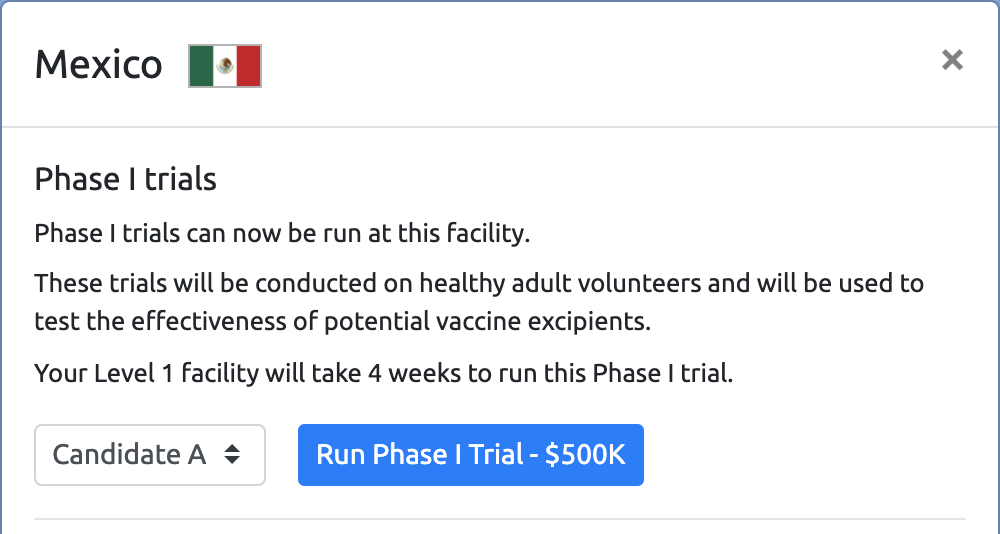 Mexico
Phase I trials
Phase I trials can now be run at this facility.
These trials will be conducted on healthy adult volunteers and will be used to
test the effectiveness of potential vaccine excipients.
Your Level 1 facility will take 4 weeks to run this Phase I trial.
Candidate A
Run Phase I Trial - $500K